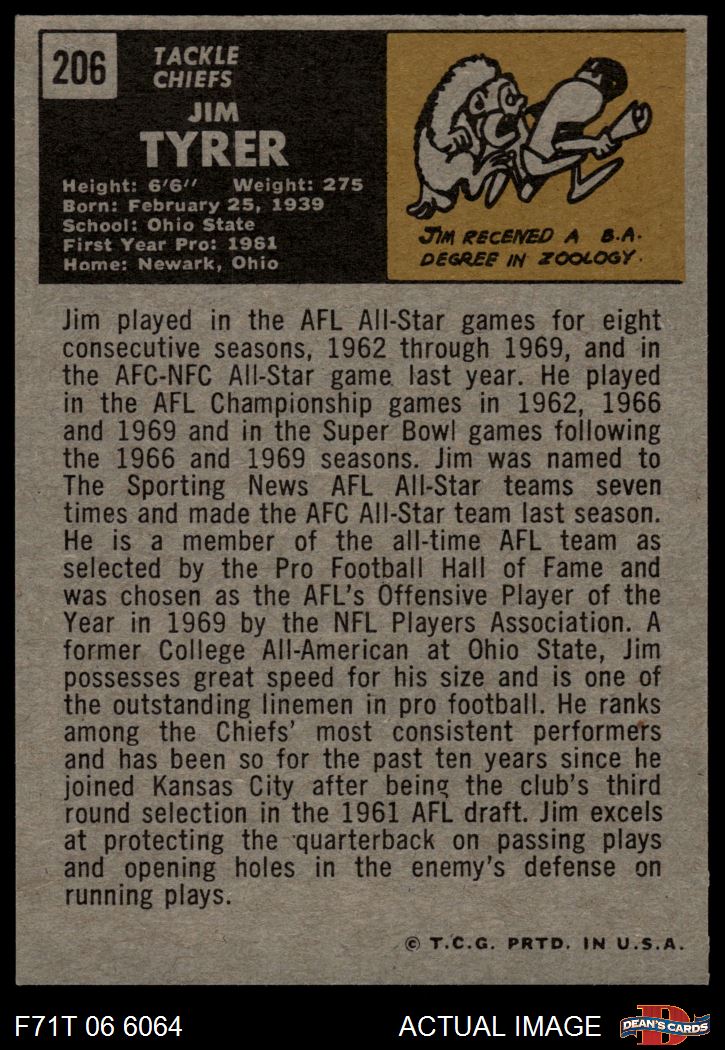 206
TACKLE
CHIEFS
JIM
TYRER
Height: 6'6" Weight: 275
Born: February 25, 1939
School: Ohio State
First Year Pro: 1961
Home: Newark, Ohio
JIM RECEIVED A B.A.
DEGREE IN ZOOLOGY.
Jim played in the AFL All-Star games for eight
consecutive seasons, 1962 through 1969, and in
the AFC-NFC All-Star game last year. He played
in the AFL Championship games in 1962, 1966
and 1969 and in the Super Bowl games following
the 1966 and 1969 seasons. Jim was named to
The Sporting News AFL All-Star teams seven
times and made the AFC All-Star team last season.
He is a member of the all-time AFL team as
selected by the Pro Football Hall of Fame and
was chosen as the AFL's Offensive Player of the
Year in 1969 by the NFL Players Association. A
former College All-American at Ohio State, Jim
possesses great speed for his size and is one of
the outstanding linemen in pro football. He ranks
among the Chiefs' most consistent performers
and has been so for the past ten years since he
joined Kansas City after being the club's third
round selection in the 1961 AFL draft. Jim excels
at protecting the quarterback on passing plays
and opening holes in the enemy's defense on
running plays.
© T.C.G. PRTD. IN U.S.A.
F71T 06 6064
ACTUAL IMAGE
D
DEAN'S CARDS